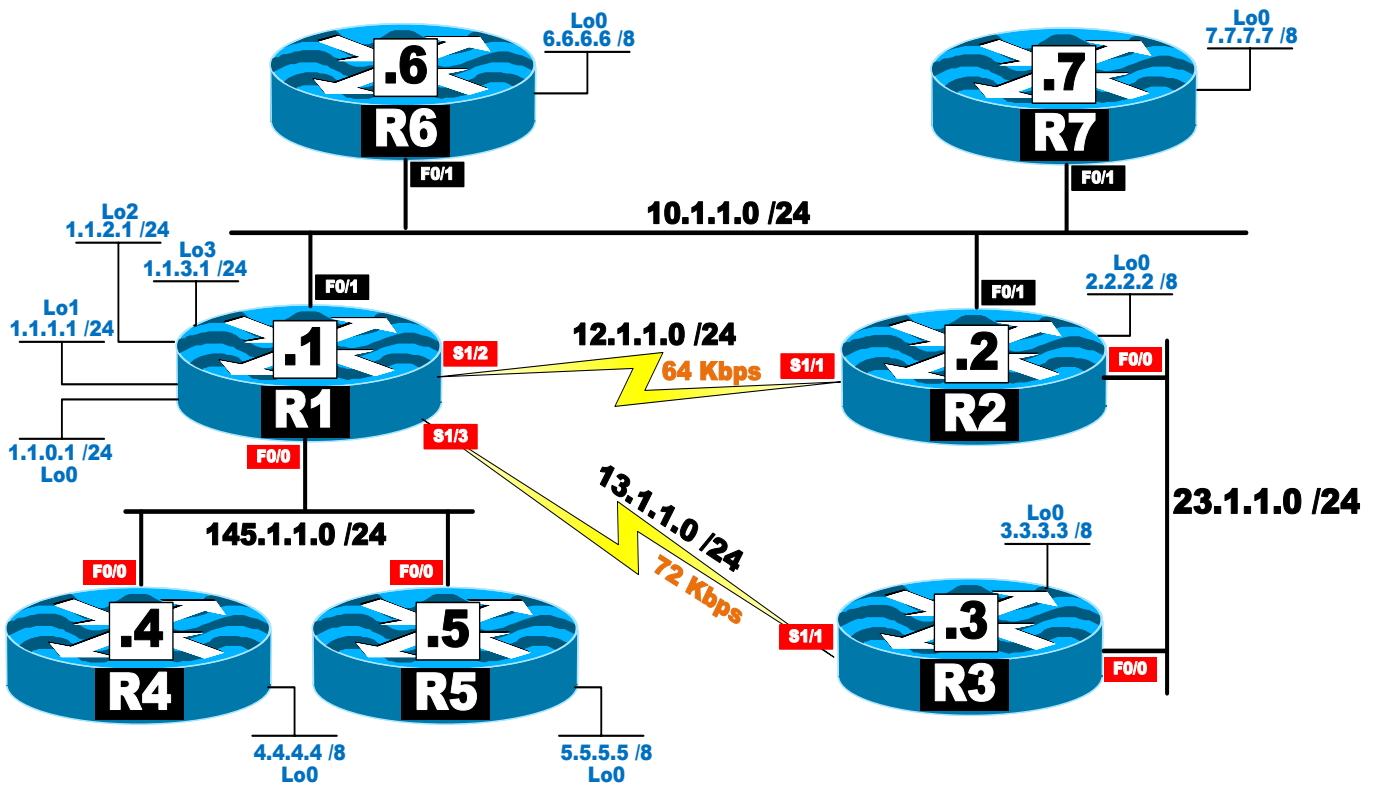 Lo0
6.6.6.6 /8
.6
R6
F0/1
Lo0
7.7.7.7 /8
.7
R7
F0/1
10.1.1.0 /24
Lo2
1.1.2.1 /24
Lo3
1.1.3.1 /24
Lo1
1.1.1.1 /24
1.1.0.1 /24
Lo0
F0/1
.1
R1
S1/2
S1/3
F0/0
12.1.1.0 /24
64 Kbps
S1/1
F0/1
Lo0
2.2.2.2 /8
.2
R2
F0/0
13.1.1.0 /24
72 Kbps
23.1.1.0 /24
145.1.1.0 /24
F0/0
.4
R4
4.4.4.4 /8
Lo0
F0/0
.5
R5
5.5.5.5 /8
Lo0
Lo0
3.3.3.3 /8
S1/1
.3
R3
F0/0